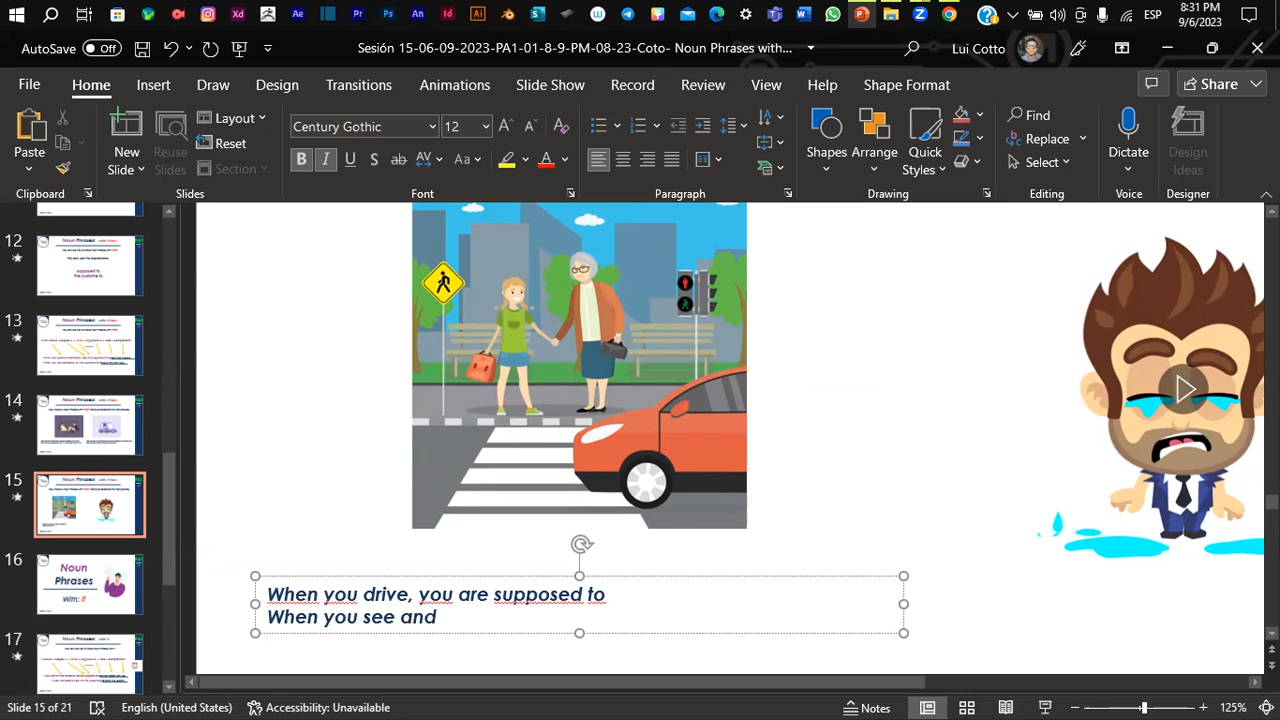 8:31 PM
ESP
9/6/2023
AutoSave Off
Sesión 15-06-09-2023-PA1-01-8-9-PM-08-23-Coto- Noun Phrases with...
Lui Cotto
File Home Insert Draw Design Transitions Animations Slide Show Record Review View Help Shape Format Share
Paste
New Slide
Reuse Slides
Layout
Reset
Section
Century Gothic 12
Shapes
Arrange
Quick Styles
Find
Replace
Select
Dictate
Design Ideas
Clipboard Slides Font Paragraph Drawing Editing Voice Designer
13
14
15
16
Noun
Phrases
With: if
17
When you drive, you are supposed to
When you see and
Slide 15 of 21 English (United States) Accessibility: Unavailable Notes 125%